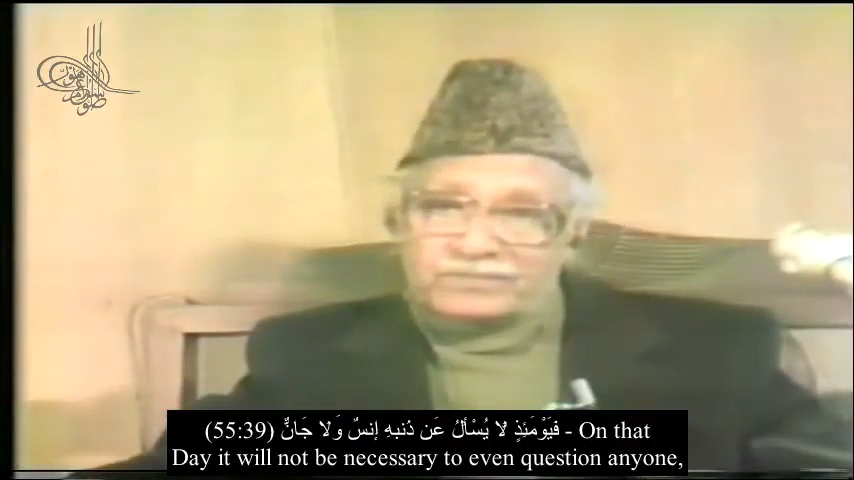 (55:39) فَيَوْمَئِذٍ لَّا يُسْأَلُ عَن ذَنبِهِ إِنسٌ وَلَا جَانٌّ - On that
Day it will not be necessary to even question anyone,